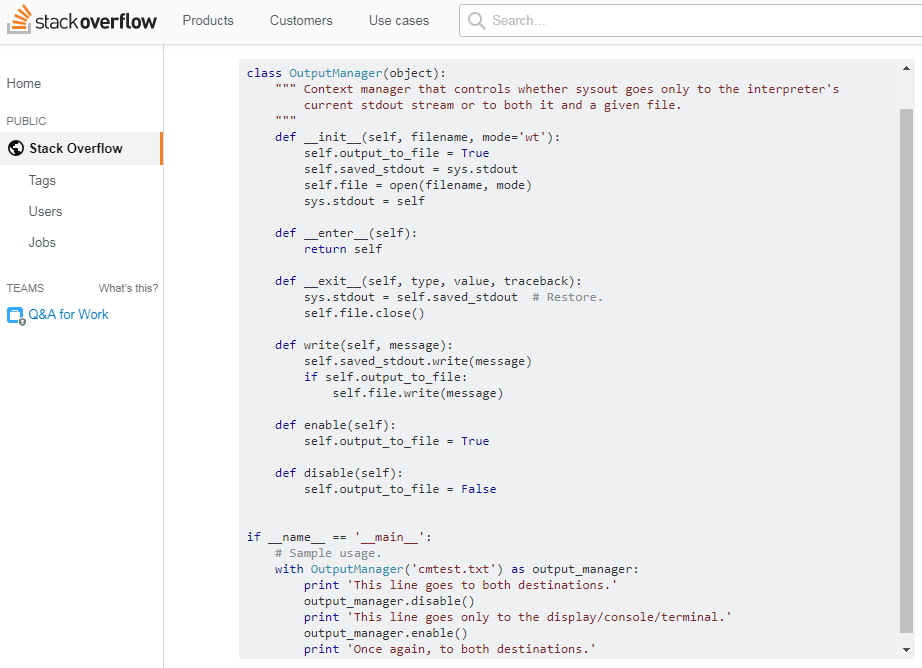 stackoverflow Products Customers Use cases Search...
Home
PUBLIC
Stack Overflow
Tags
Users
Jobs
TEAMS What's this?
Q&A for Work
class OutputManager(object):
    """ Context manager that controls whether sysout goes only to the interpreter's
        current stdout stream or to both it and a given file.
    """
    def __init__(self, filename, mode='wt'):
        self.output_to_file = True
        self.saved_stdout = sys.stdout
        self.file = open(filename, mode)
        sys.stdout = self

    def __enter__(self):
        return self

    def __exit__(self, type, value, traceback):
        sys.stdout = self.saved_stdout  # Restore.
        self.file.close()

    def write(self, message):
        self.saved_stdout.write(message)
        if self.output_to_file:
            self.file.write(message)

    def enable(self):
        self.output_to_file = True

    def disable(self):
        self.output_to_file = False


if __name__ == '__main__':
    # Sample usage.
    with OutputManager('cmtest.txt') as output_manager:
        print 'This line goes to both destinations.'
        output_manager.disable()
        print 'This line goes only to the display/console/terminal.'
        output_manager.enable()
        print 'Once again, to both destinations.'